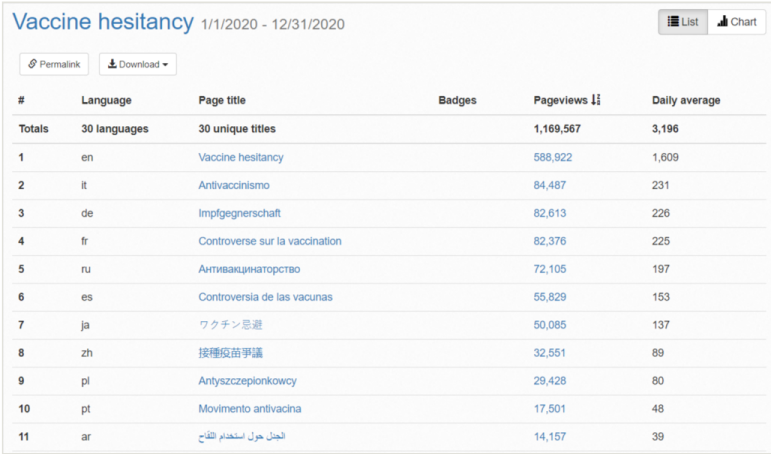 Vaccine hesitancy 1/1/2020 - 12/31/2020
List Chart
Permalink Download
# Language Page title Badges Pageviews Daily average
Totals 30 languages 30 unique titles 1,169,567 3,196
1 en Vaccine hesitancy 588,922 1,609
2 it Antivaccinismo 84,487 231
3 de Impfgegnerschaft 82,613 226
4 fr Controverse sur la vaccination 82,376 225
5 ru Антивакцинаторство 72,105 197
6 es Controversia de las vacunas 55,829 153
7 ja ワクチン忌避 50,085 137
8 zh 接種疫苗爭議 32,551 89
9 pl Antyszczepionkowcy 29,428 80
10 pt Movimento antivacina 17,501 48
11 ar الجدل حول استخدام اللقاح 14,157 39